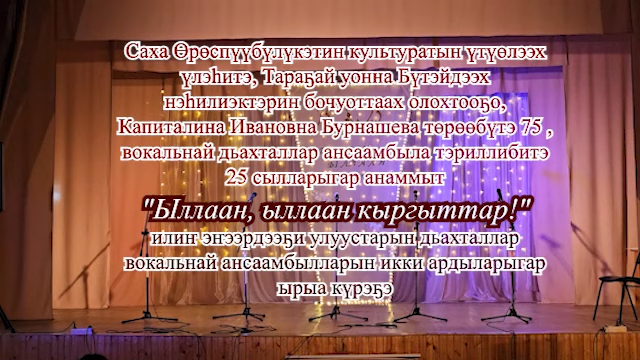 Саха Өрөспүүбүлүкэтин культуратын үтүөлээх
үлэһитэ, Тараҕай уонна Бүтэйдээх
нэһилиэктэрин бочуоттаах олохтооҕо,
Капиталина Ивановна Бурнашева төрөөбүтэ 75 ,
вокальнай дьахталлар ансаамбыла тэриллибитэ
25 сылларыгар анаммыт
"Ыллаан, ыллаан кыргыттар!"
илин эҥээрдээҕи улуустарын дьахталлар
вокальнай ансаамбылларын икки ардыларыгар
ырыа күрэҕэ